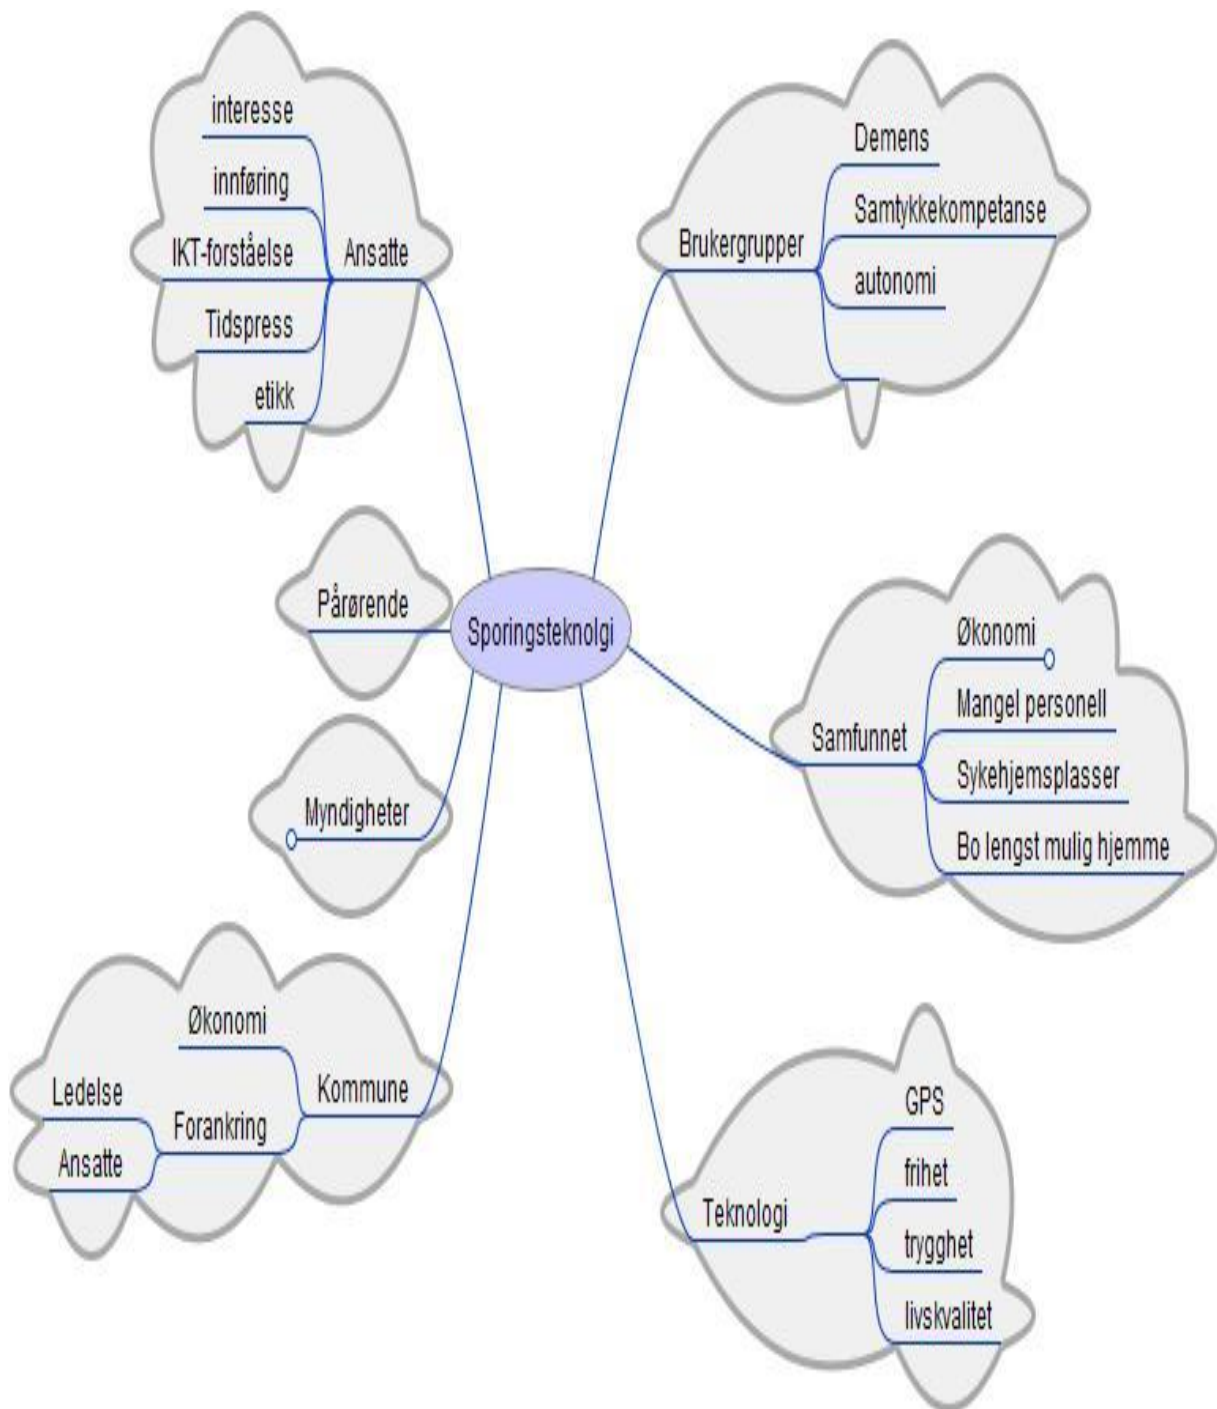 Sporingsteknolgi
Ansatte
interesse
innføring
IKT-forståelse
Tidspress
etikk
Pårørende
Myndigheter
Kommune
Økonomi
Forankring
Ledelse
Ansatte
Brukergrupper
Demens
Samtykkekompetanse
autonomi
Samfunnet
Økonomi
Mangel personell
Sykehjemsplasser
Bo lengst mulig hjemme
Teknologi
GPS
frihet
trygghet
livskvalitet